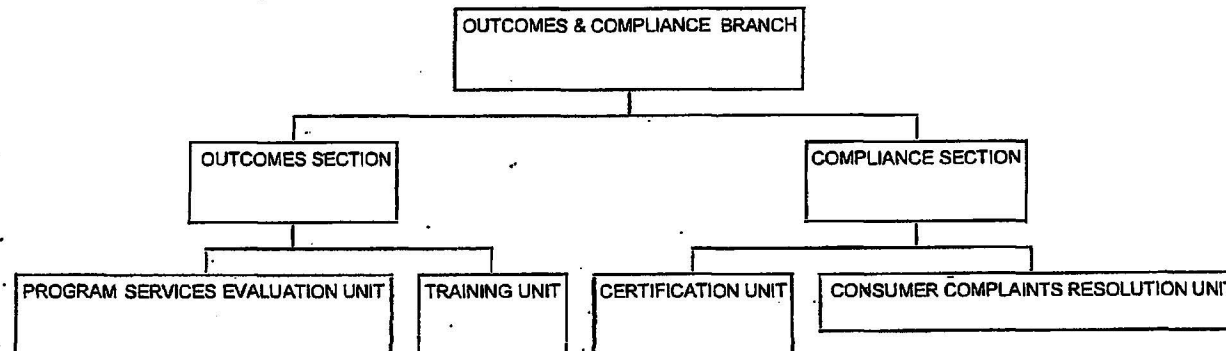 OUTCOMES & COMPLIANCE BRANCH
OUTCOMES SECTION
COMPLIANCE SECTION
PROGRAM SERVICES EVALUATION UNIT
TRAINING UNIT
CERTIFICATION UNIT
CONSUMER COMPLAINTS RESOLUTION UNIT